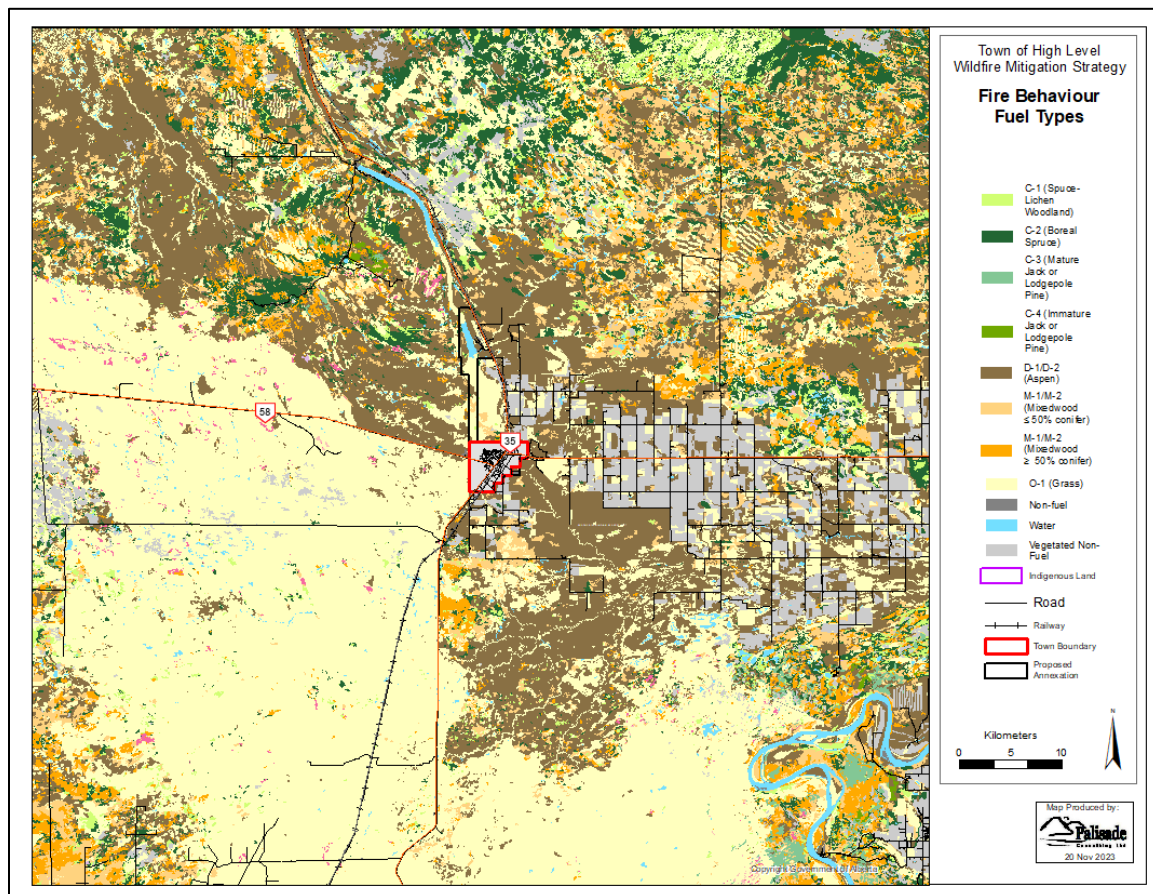 Town of High Level
Wildfire Mitigation Strategy
Fire Behaviour
Fuel Types
C-1 (Spuce-
Lichen
Woodland)
C-2 (Boreal
Spruce)
C-3 (Mature
Jack or
Lodgepole
Pine)
C-4 (Immature
Jack or
Lodgepole
Pine)
D-1/D-2
(Aspen)
M-1/M-2
(Mixedwood
≤50% conifer)
M-1/M-2
(Mixedwood
≥ 50% conifer)
O-1 (Grass)
Non-fuel
Water
Vegetated Non-
Fuel
Indigenous Land
Road
Railway
Town Boundary
Proposed
Annexation
N
Kilometers
0 5 10
Map Produced by:
Palisade
Consulting Ltd
20 Nov 2023
58
35
Copyright Government of Alberta